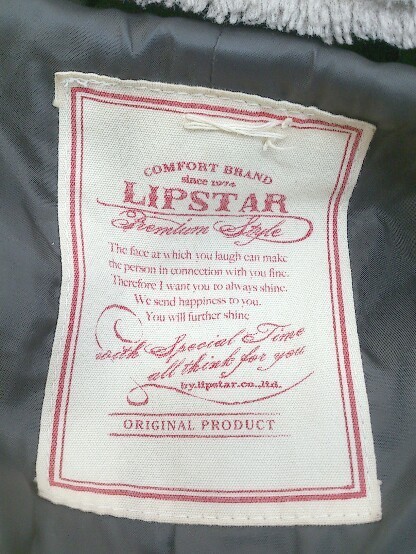 COMFORT BRAND
since 1974
LIPSTAR
Premium Style
The face at which you laugh can make
the person in connection with you fine.
Therefore I want you to always shine.
We send happiness to you.
You will further shine
with Special Time
all think for you
by.lipstar.co.,ltd.
ORIGINAL PRODUCT